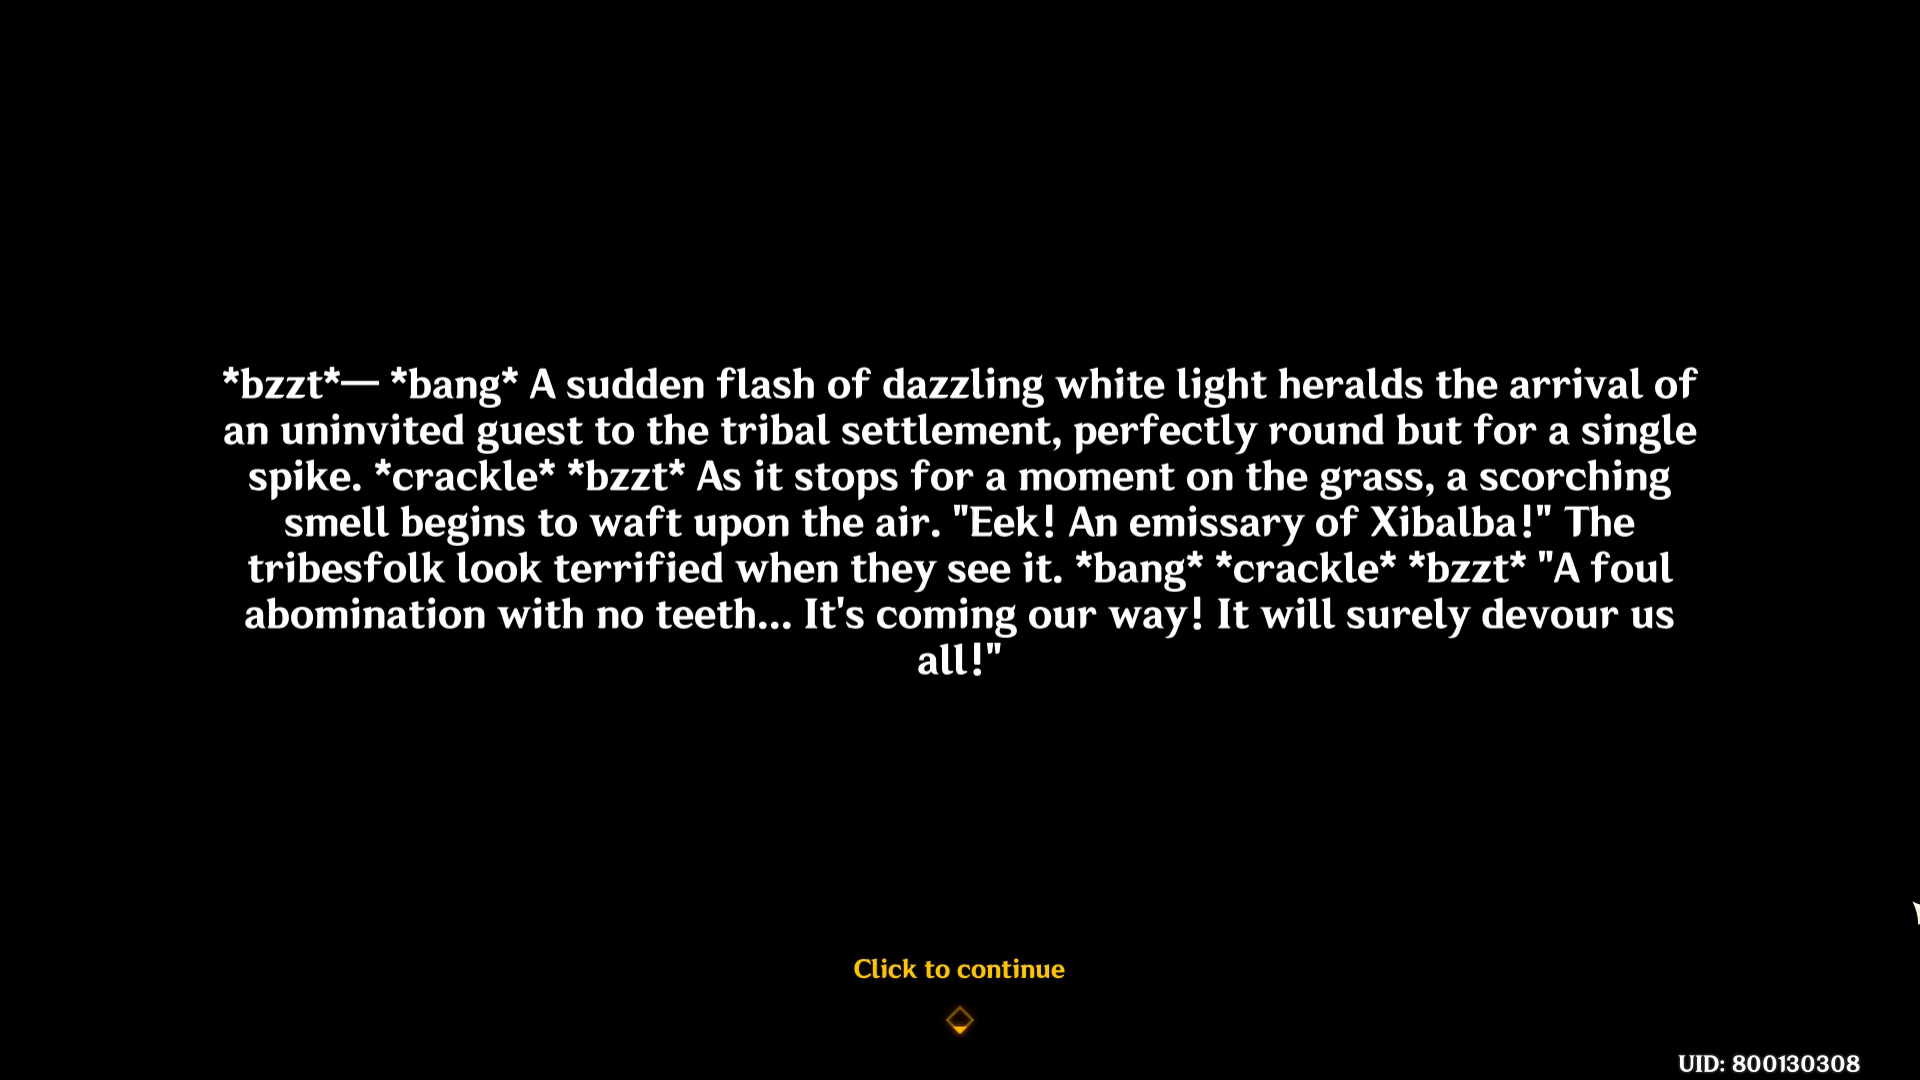 *bzzt*— *bang* A sudden flash of dazzling white light heralds the arrival of
an uninvited guest to the tribal settlement, perfectly round but for a single
spike. *crackle* *bzzt* As it stops for a moment on the grass, a scorching
smell begins to waft upon the air. "Eek! An emissary of Xibalba!" The
tribesfolk look terrified when they see it. *bang* *crackle* *bzzt* "A foul
abomination with no teeth... It's coming our way! It will surely devour us
all!"
Click to continue
UID: 800130308